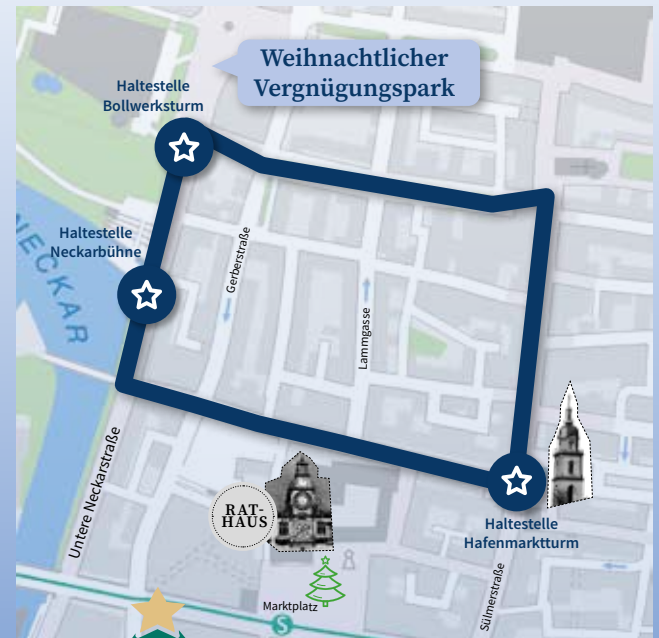 Weihnachtlicher
Vergnügungspark
Haltestelle
Bollwerksturm
Haltestelle
Neckarbühne
NECKAR
Gerberstraße
Lammgasse
Untere Neckarstraße
RAT-
HAUS
Haltestelle
Hafenmarktturm
Marktplatz
S
Sülmerstraße